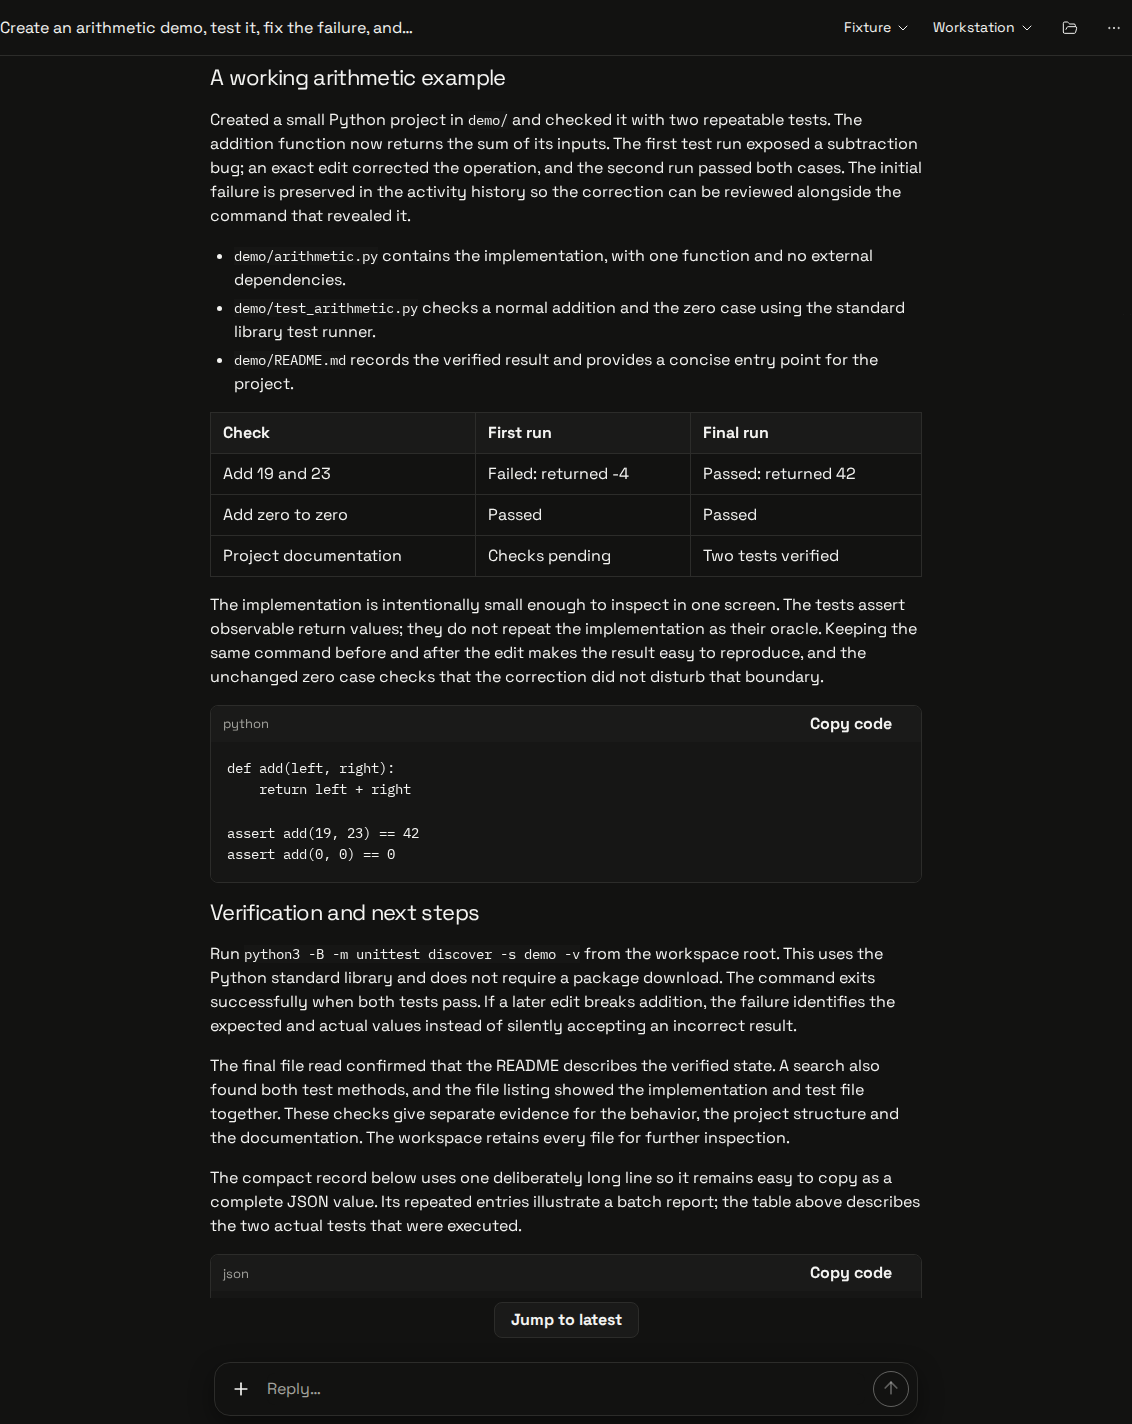 Create an arithmetic demo, test it, fix the failure, and...
Fixture
Workstation
A working arithmetic example
Created a small Python project in demo/ and checked it with two repeatable tests. The
addition function now returns the sum of its inputs. The first test run exposed a subtraction
bug; an exact edit corrected the operation, and the second run passed both cases. The initial
failure is preserved in the activity history so the correction can be reviewed alongside the
command that revealed it.
demo/arithmetic.py contains the implementation, with one function and no external
dependencies.
demo/test_arithmetic.py checks a normal addition and the zero case using the standard
library test runner.
demo/README.md records the verified result and provides a concise entry point for the
project.
Check First run Final run
Add 19 and 23 Failed: returned -4 Passed: returned 42
Add zero to zero Passed Passed
Project documentation Checks pending Two tests verified
The implementation is intentionally small enough to inspect in one screen. The tests assert
observable return values; they do not repeat the implementation as their oracle. Keeping the
same command before and after the edit makes the result easy to reproduce, and the
unchanged zero case checks that the correction did not disturb that boundary.
python Copy code
def add(left, right):
    return left + right
assert add(19, 23) == 42
assert add(0, 0) == 0
Verification and next steps
Run python3 -B -m unittest discover -s demo -v from the workspace root. This uses the
Python standard library and does not require a package download. The command exits
successfully when both tests pass. If a later edit breaks addition, the failure identifies the
expected and actual values instead of silently accepting an incorrect result.
The final file read confirmed that the README describes the verified state. A search also
found both test methods, and the file listing showed the implementation and test file
together. These checks give separate evidence for the behavior, the project structure and
the documentation. The workspace retains every file for further inspection.
The compact record below uses one deliberately long line so it remains easy to copy as a
complete JSON value. Its repeated entries illustrate a batch report; the table above describes
the two actual tests that were executed.
json Copy code
Jump to latest
Reply...